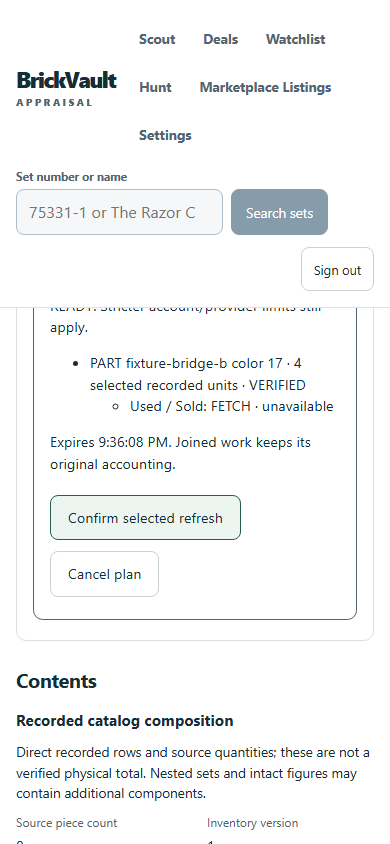 Scout Deals Watchlist
BrickVault
APPRAISAL
Hunt Marketplace Listings
Settings
Set number or name
75331-1 or The Razor C
Search sets
Sign out
READY. Stricter account/provider limits still
apply.
• PART fixture-bridge-b color 17 · 4
selected recorded units · VERIFIED
◦ Used / Sold: FETCH · unavailable
Expires 9:36:08 PM. Joined work keeps its
original accounting.
Confirm selected refresh
Cancel plan
Contents
Recorded catalog composition
Direct recorded rows and source quantities; these are not a
verified physical total. Nested sets and intact figures may
contain additional components.
Source piece count Inventory version